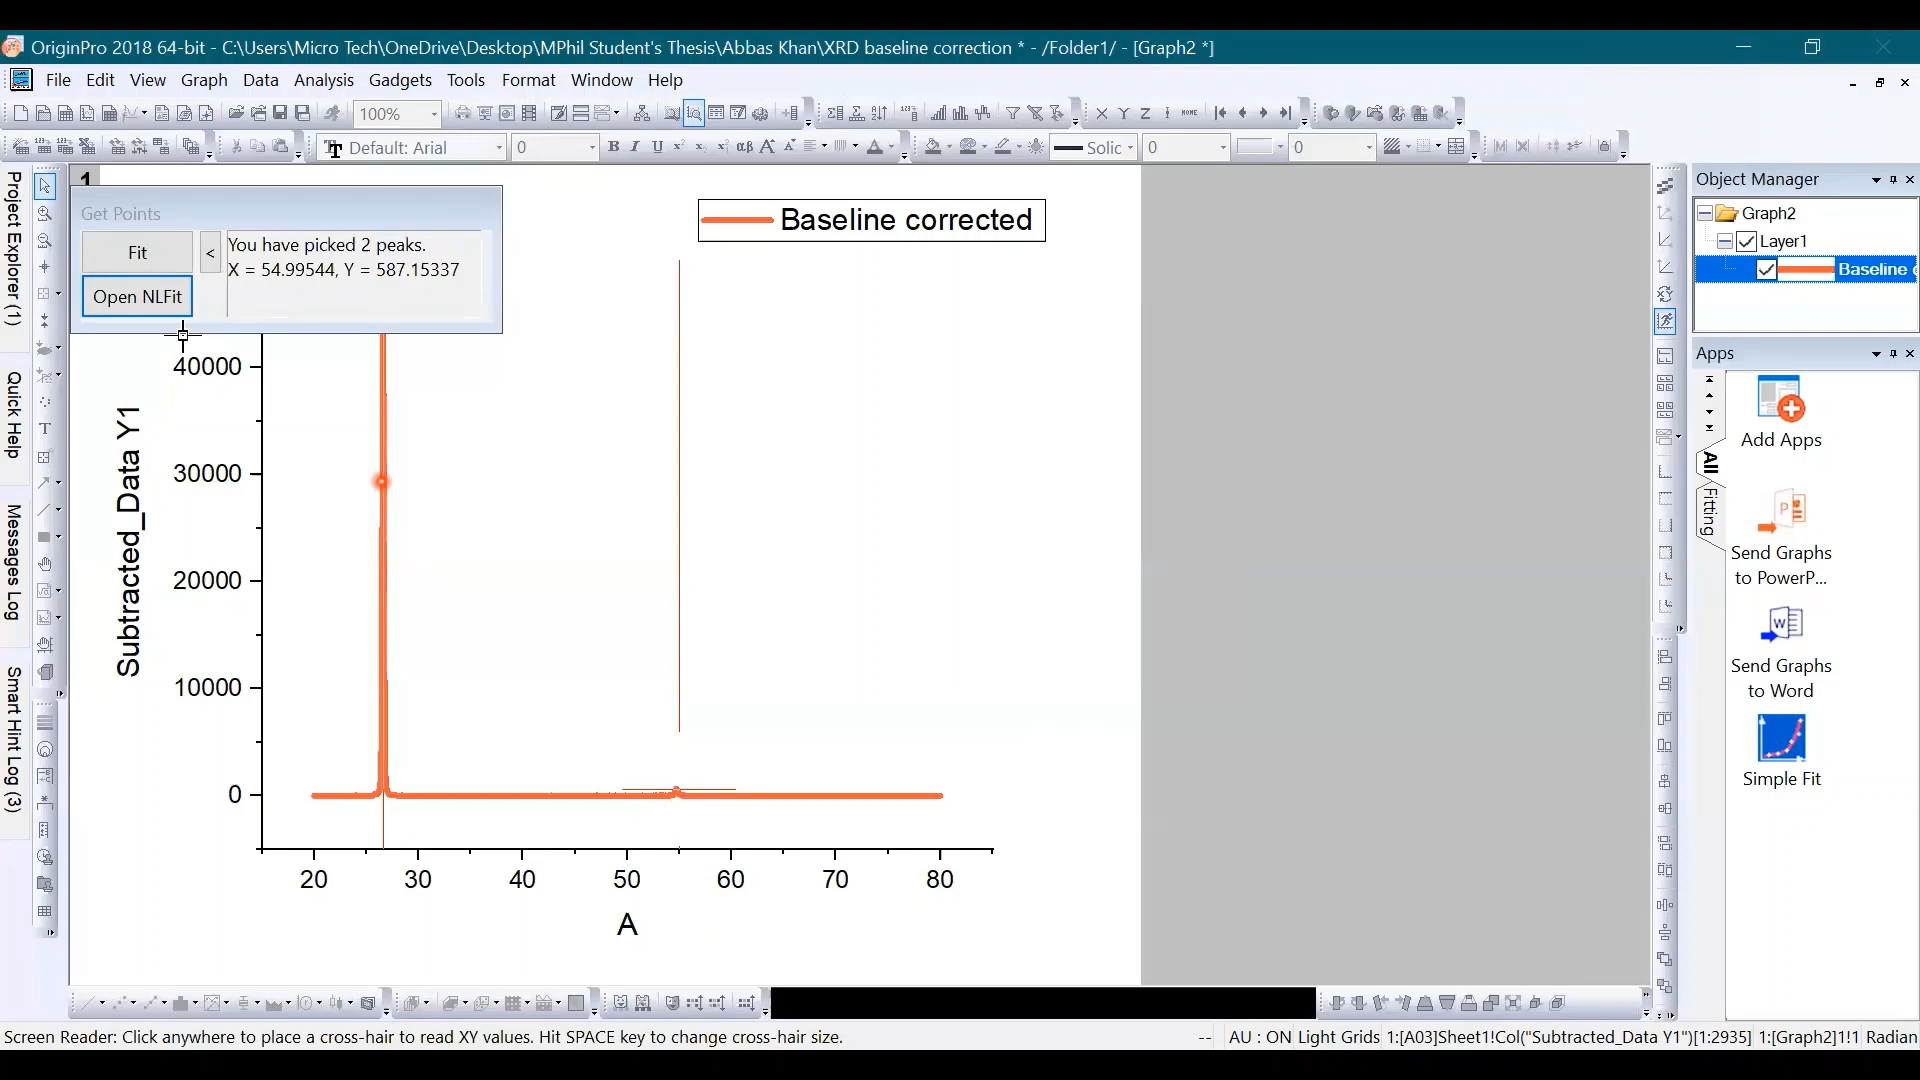 OriginPro 2018 64-bit - C:\Users\Micro Tech\OneDrive\Desktop\MPhil Student's Thesis\Abbas Khan\XRD baseline correction * - /Folder1/ - [Graph2 *]
File Edit View Graph Data Analysis Gadgets Tools Format Window Help
100%
Default: Arial 0 B I U Solic 0 0
Project Explorer (1)
Quick Help
Messages Log
Smart Hint Log (3)
1
Get Points
Fit
<
You have picked 2 peaks.
X = 54.99544, Y = 587.15337
Open NLFit
Baseline corrected
40000
30000
20000
10000
0
Subtracted_Data Y1
20 30 40 50 60 70 80
A
Object Manager
Graph2
Layer1
Baseline c
Apps
All
Fitting
Add Apps
Send Graphs
to PowerP...
Send Graphs
to Word
Simple Fit
Screen Reader: Click anywhere to place a cross-hair to read XY values. Hit SPACE key to change cross-hair size.
-- AU : ON Light Grids 1:[A03]Sheet1!Col("Subtracted_Data Y1")[1:2935] 1:[Graph2]1!1 Radian